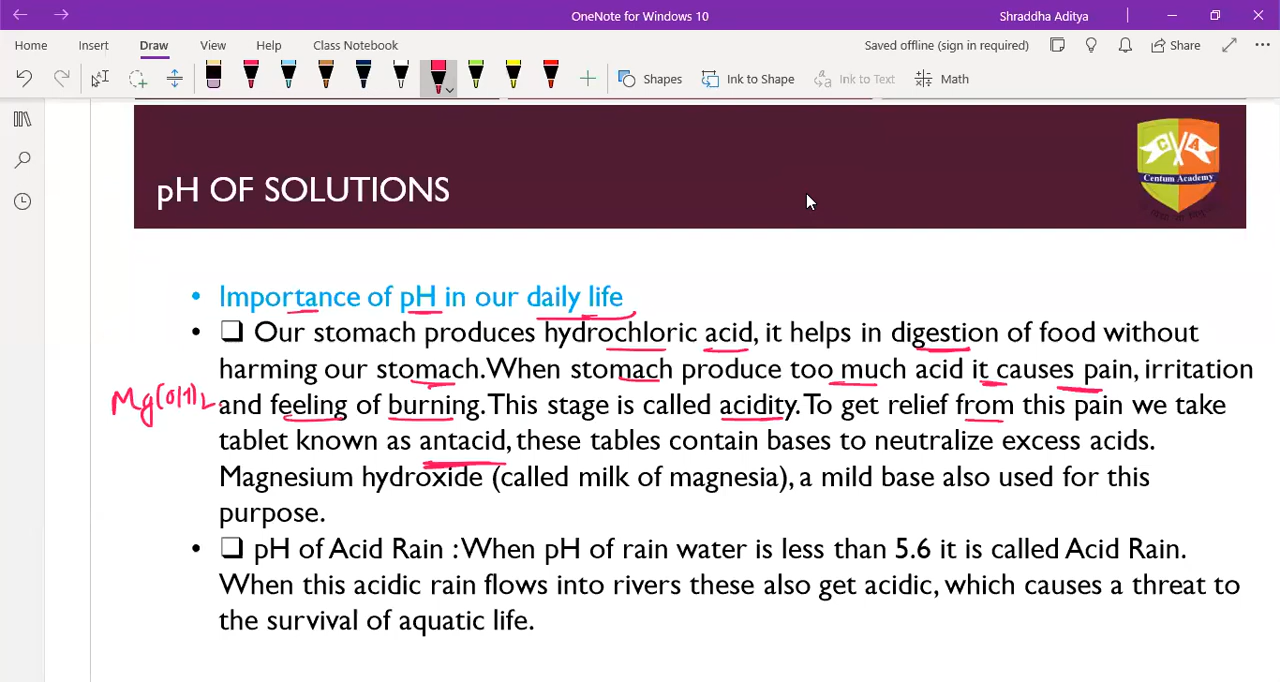 OneNote for Windows 10
Shraddha Aditya
Home Insert Draw View Help Class Notebook
Saved offline (sign in required) Share
Shapes Ink to Shape Ink to Text Math
pH OF SOLUTIONS
CA
Centum Academy
• Importance of pH in our daily life
• ❑ Our stomach produces hydrochloric acid, it helps in digestion of food without
harming our stomach. When stomach produce too much acid it causes pain, irritation
Mg(OH)2
and feeling of burning. This stage is called acidity. To get relief from this pain we take
tablet known as antacid, these tables contain bases to neutralize excess acids.
Magnesium hydroxide (called milk of magnesia), a mild base also used for this
purpose.
• ❑ pH of Acid Rain : When pH of rain water is less than 5.6 it is called Acid Rain.
When this acidic rain flows into rivers these also get acidic, which causes a threat to
the survival of aquatic life.